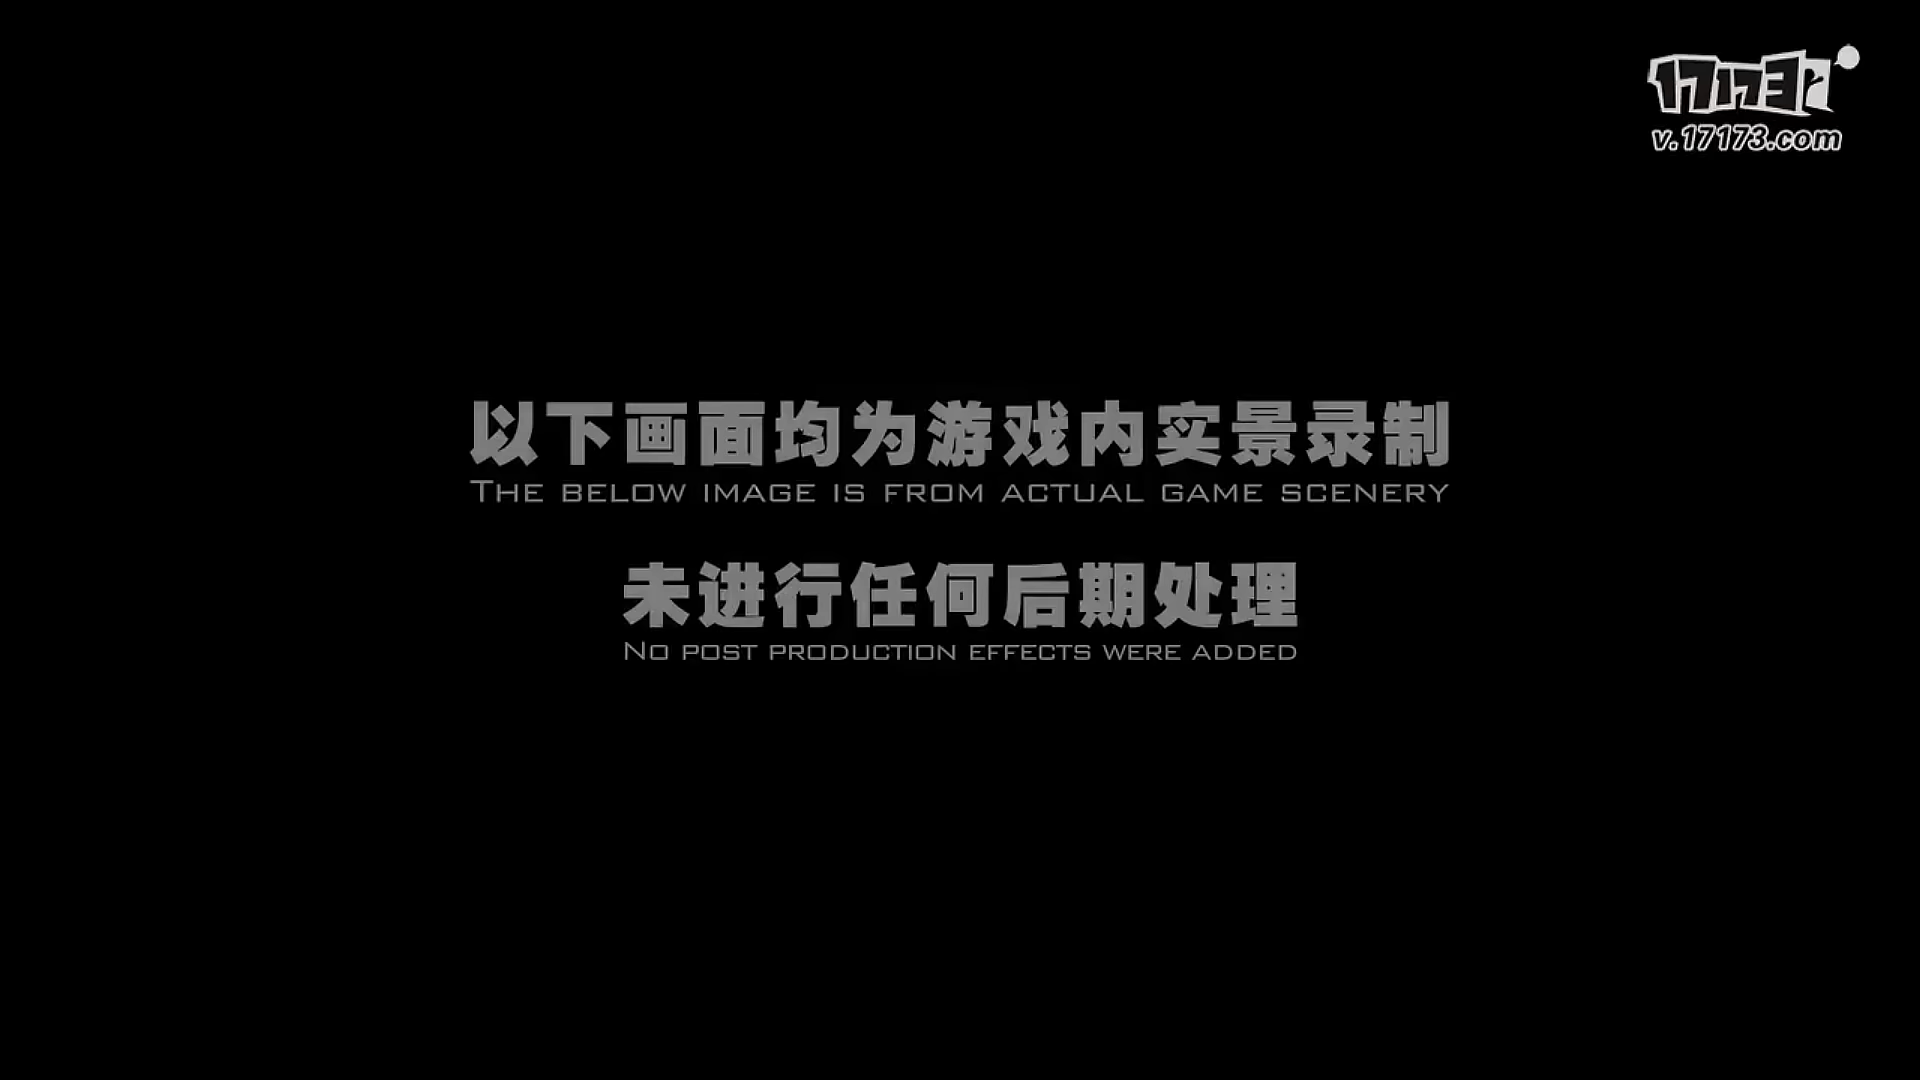 17173
v.17173.com
以下画面均为游戏内实景录制
THE BELOW IMAGE IS FROM ACTUAL GAME SCENERY
未进行任何后期处理
NO POST PRODUCTION EFFECTS WERE ADDED